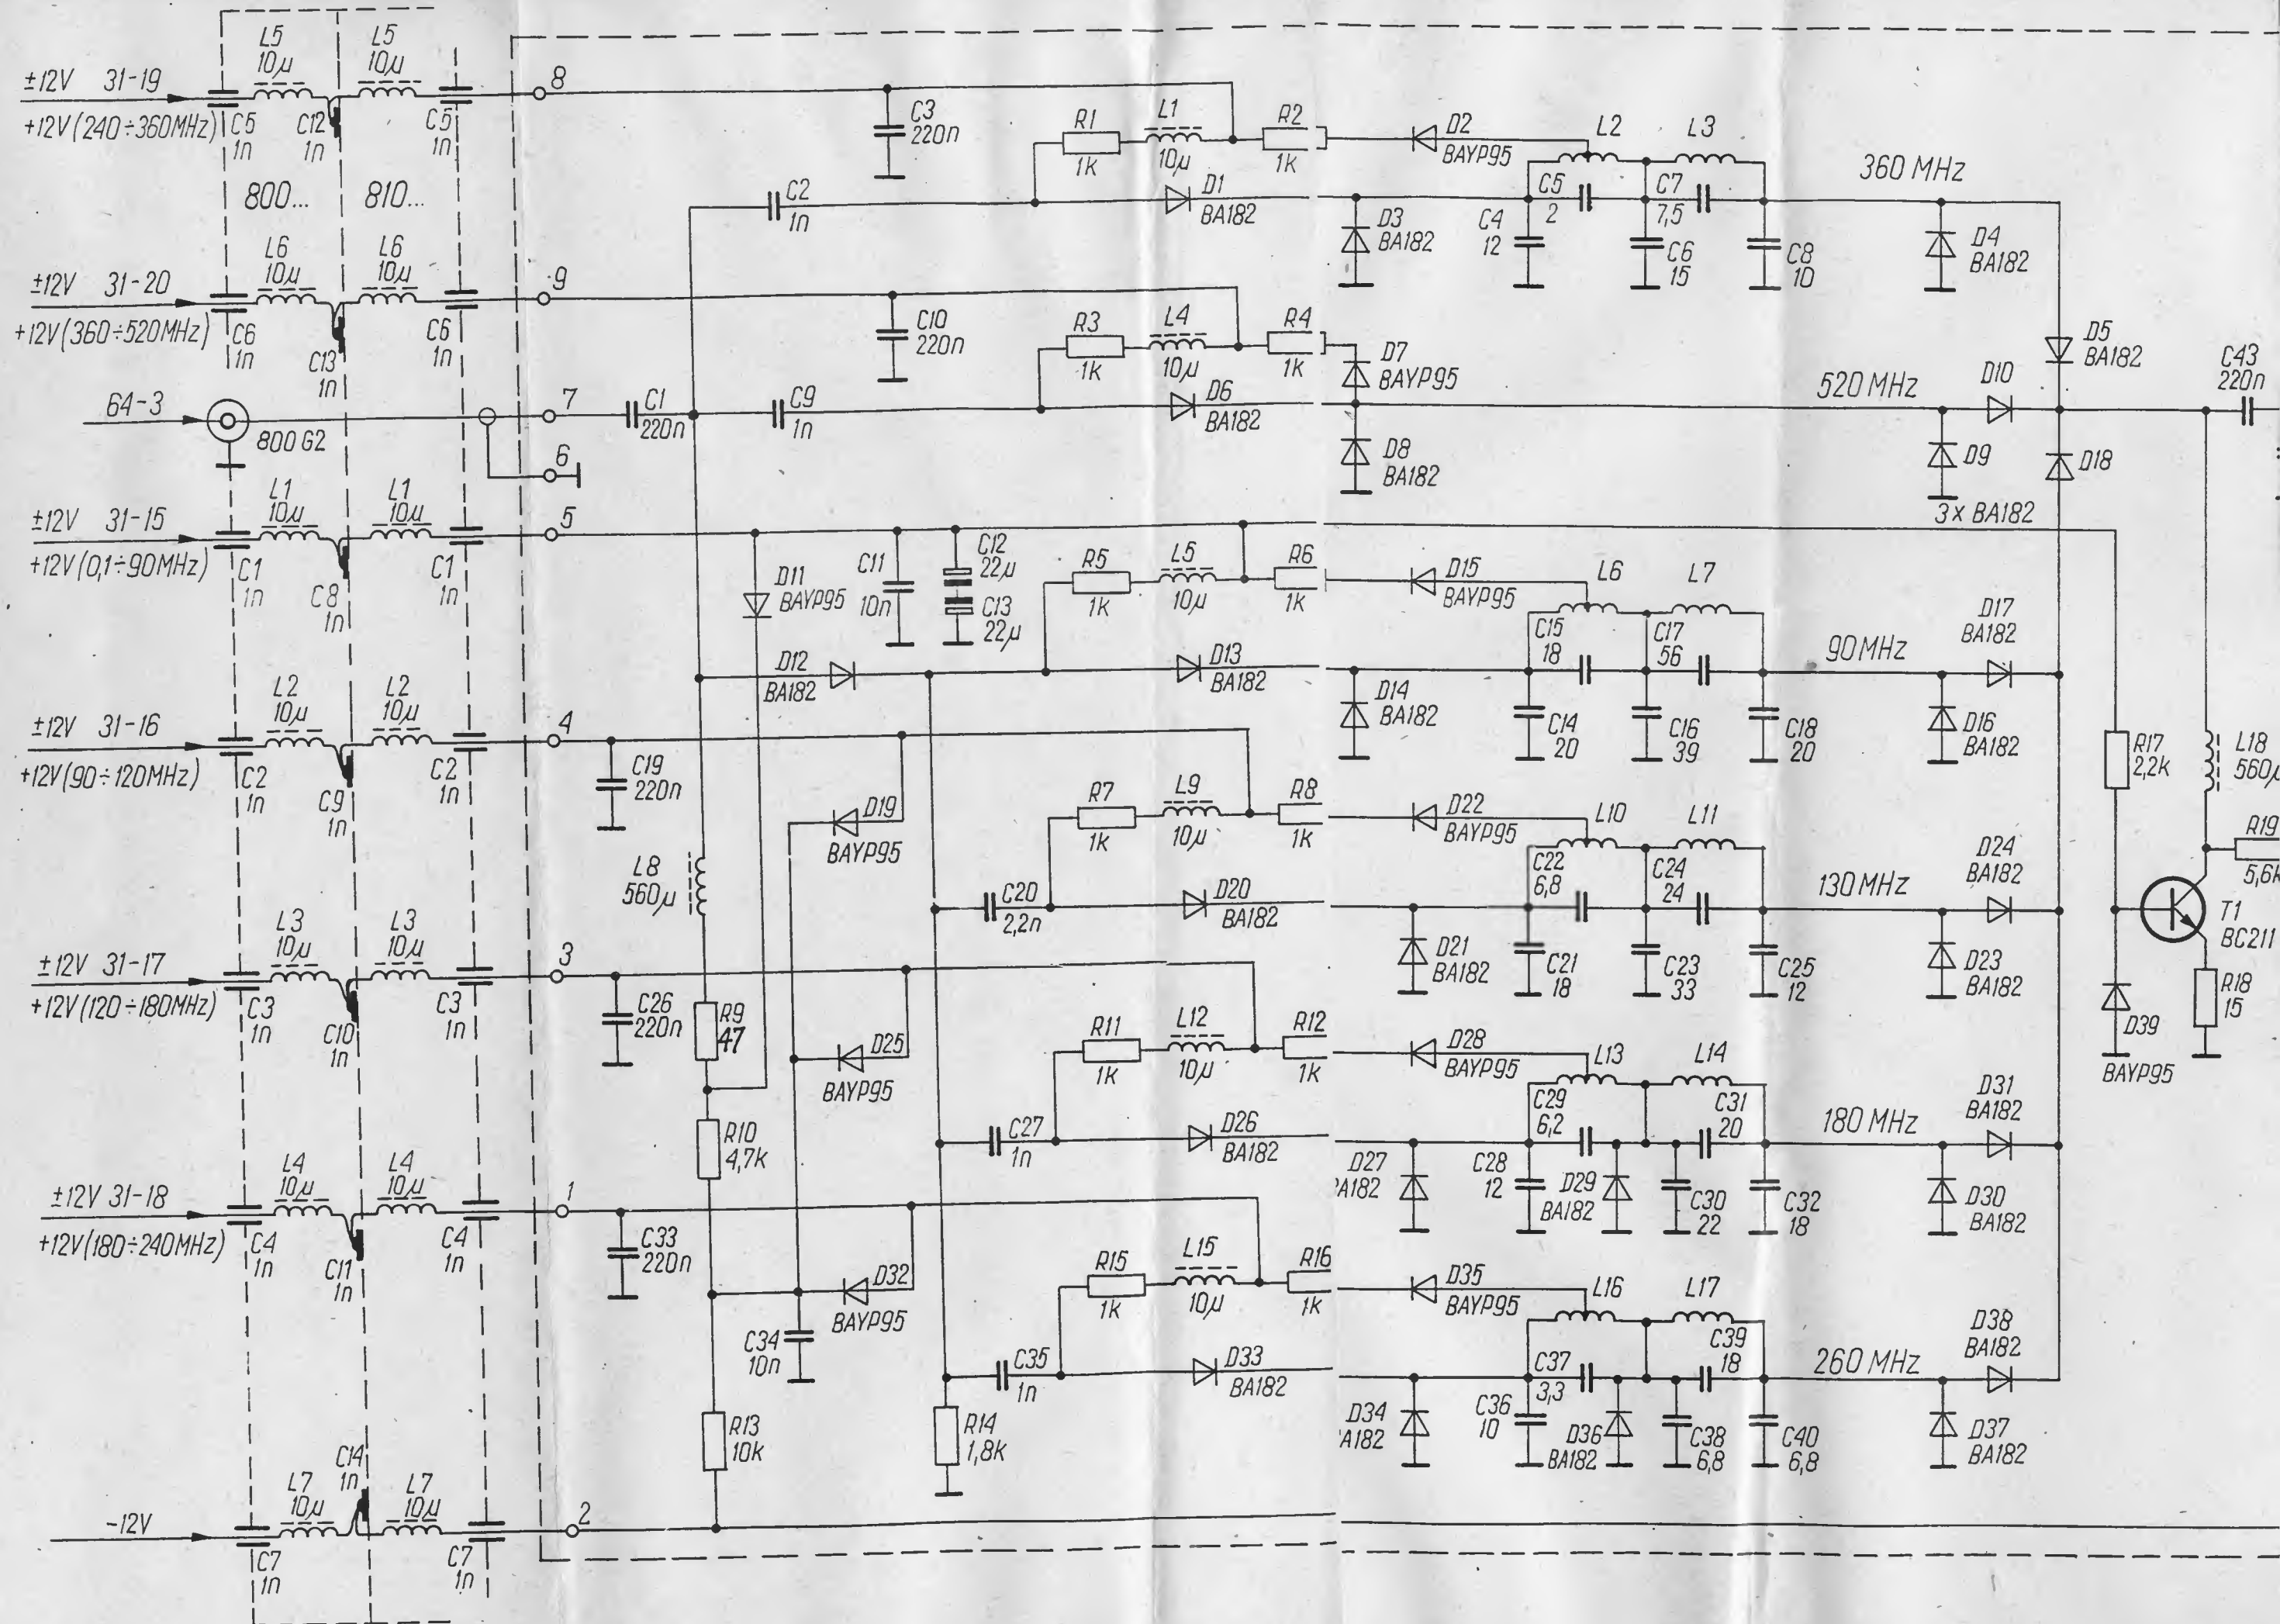 L5
10µ
L5
10µ
±12V 31-19
+12V(240÷360MHz)
C5
1n
C12
1n
C5
1n
8
C3
220n
R1
1k
L1
10µ
R2
1k
D2
BAYP95
L2
L3
800...
810...
C2
1n
D1
BA182
D3
BA182
C4
12
C5
2
C7
7,5
C6
15
C8
10
360 MHz
D4
BA182
L6
10µ
L6
10µ
±12V 31-20
+12V(360÷520MHz)
C6
1n
C13
1n
C6
1n
9
C10
220n
R3
1k
L4
10µ
R4
1k
D7
BAYP95
D5
BA182
64-3
800G2
7
6
C1
220n
C9
1n
D6
BA182
D8
BA182
520 MHz
D10
D9
D18
3x BA182
C43
220n
L1
10µ
L1
10µ
±12V 31-15
+12V(0,1÷90MHz)
C1
1n
C8
1n
C1
1n
5
D11
BAYP95
C11
10n
C12
22µ
C13
22µ
R5
1k
L5
10µ
R6
1k
D15
BAYP95
L6
L7
D12
BA182
D13
BA182
D14
BA182
C15
18
C17
56
C14
20
C16
39
C18
20
90MHz
D17
BA182
D16
BA182
L2
10µ
L2
10µ
±12V 31-16
+12V(90÷120MHz)
C2
1n
C9
1n
C2
1n
4
C19
220n
D19
BAYP95
R7
1k
L9
10µ
R8
1k
D22
BAYP95
L10
L11
R17
2,2k
L18
560µ
R19
5,6k
L8
560µ
C20
2,2n
D20
BA182
D21
BA182
C22
6,8
C24
24
C21
18
C23
33
C25
12
130MHz
D24
BA182
D23
BA182
T1
BC211
R18
15
D39
BAYP95
L3
10µ
L3
10µ
±12V 31-17
+12V(120÷180MHz)
C3
1n
C10
1n
C3
1n
3
C26
220n
R9
47
D25
BAYP95
R11
1k
L12
10µ
R12
1k
D28
BAYP95
L13
L14
R10
4,7k
C27
1n
D26
BA182
D27
A182
C29
6,2
C31
20
C28
12
D29
BA182
C30
22
C32
18
180 MHz
D31
BA182
D30
BA182
L4
10µ
L4
10µ
±12V 31-18
+12V(180÷240MHz)
C4
1n
C11
1n
C4
1n
1
C33
220n
D32
BAYP95
C34
10n
R15
1k
L15
10µ
R16
1k
D35
BAYP95
L16
L17
R13
10k
R14
1,8k
C35
1n
D33
BA182
D34
A182
C37
3,3
C39
18
C36
10
D36
BA182
C38
6,8
C40
6,8
260 MHz
D38
BA182
D37
BA182
C14
1n
L7
10µ
L7
10µ
-12V
C7
1n
C7
1n
2